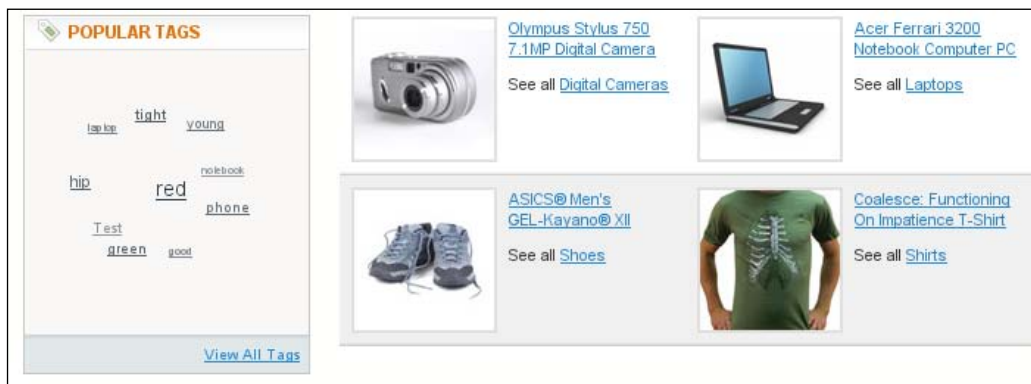 POPULAR TAGS
laptop
tight
young
hip
red
notebook
phone
Test
green
good
View All Tags
Olympus Stylus 750
7.1MP Digital Camera
See all Digital Cameras
Acer Ferrari 3200
Notebook Computer PC
See all Laptops
ASICS® Men's
GEL-Kayano® XII
See all Shoes
Coalesce: Functioning
On Impatience T-Shirt
See all Shirts